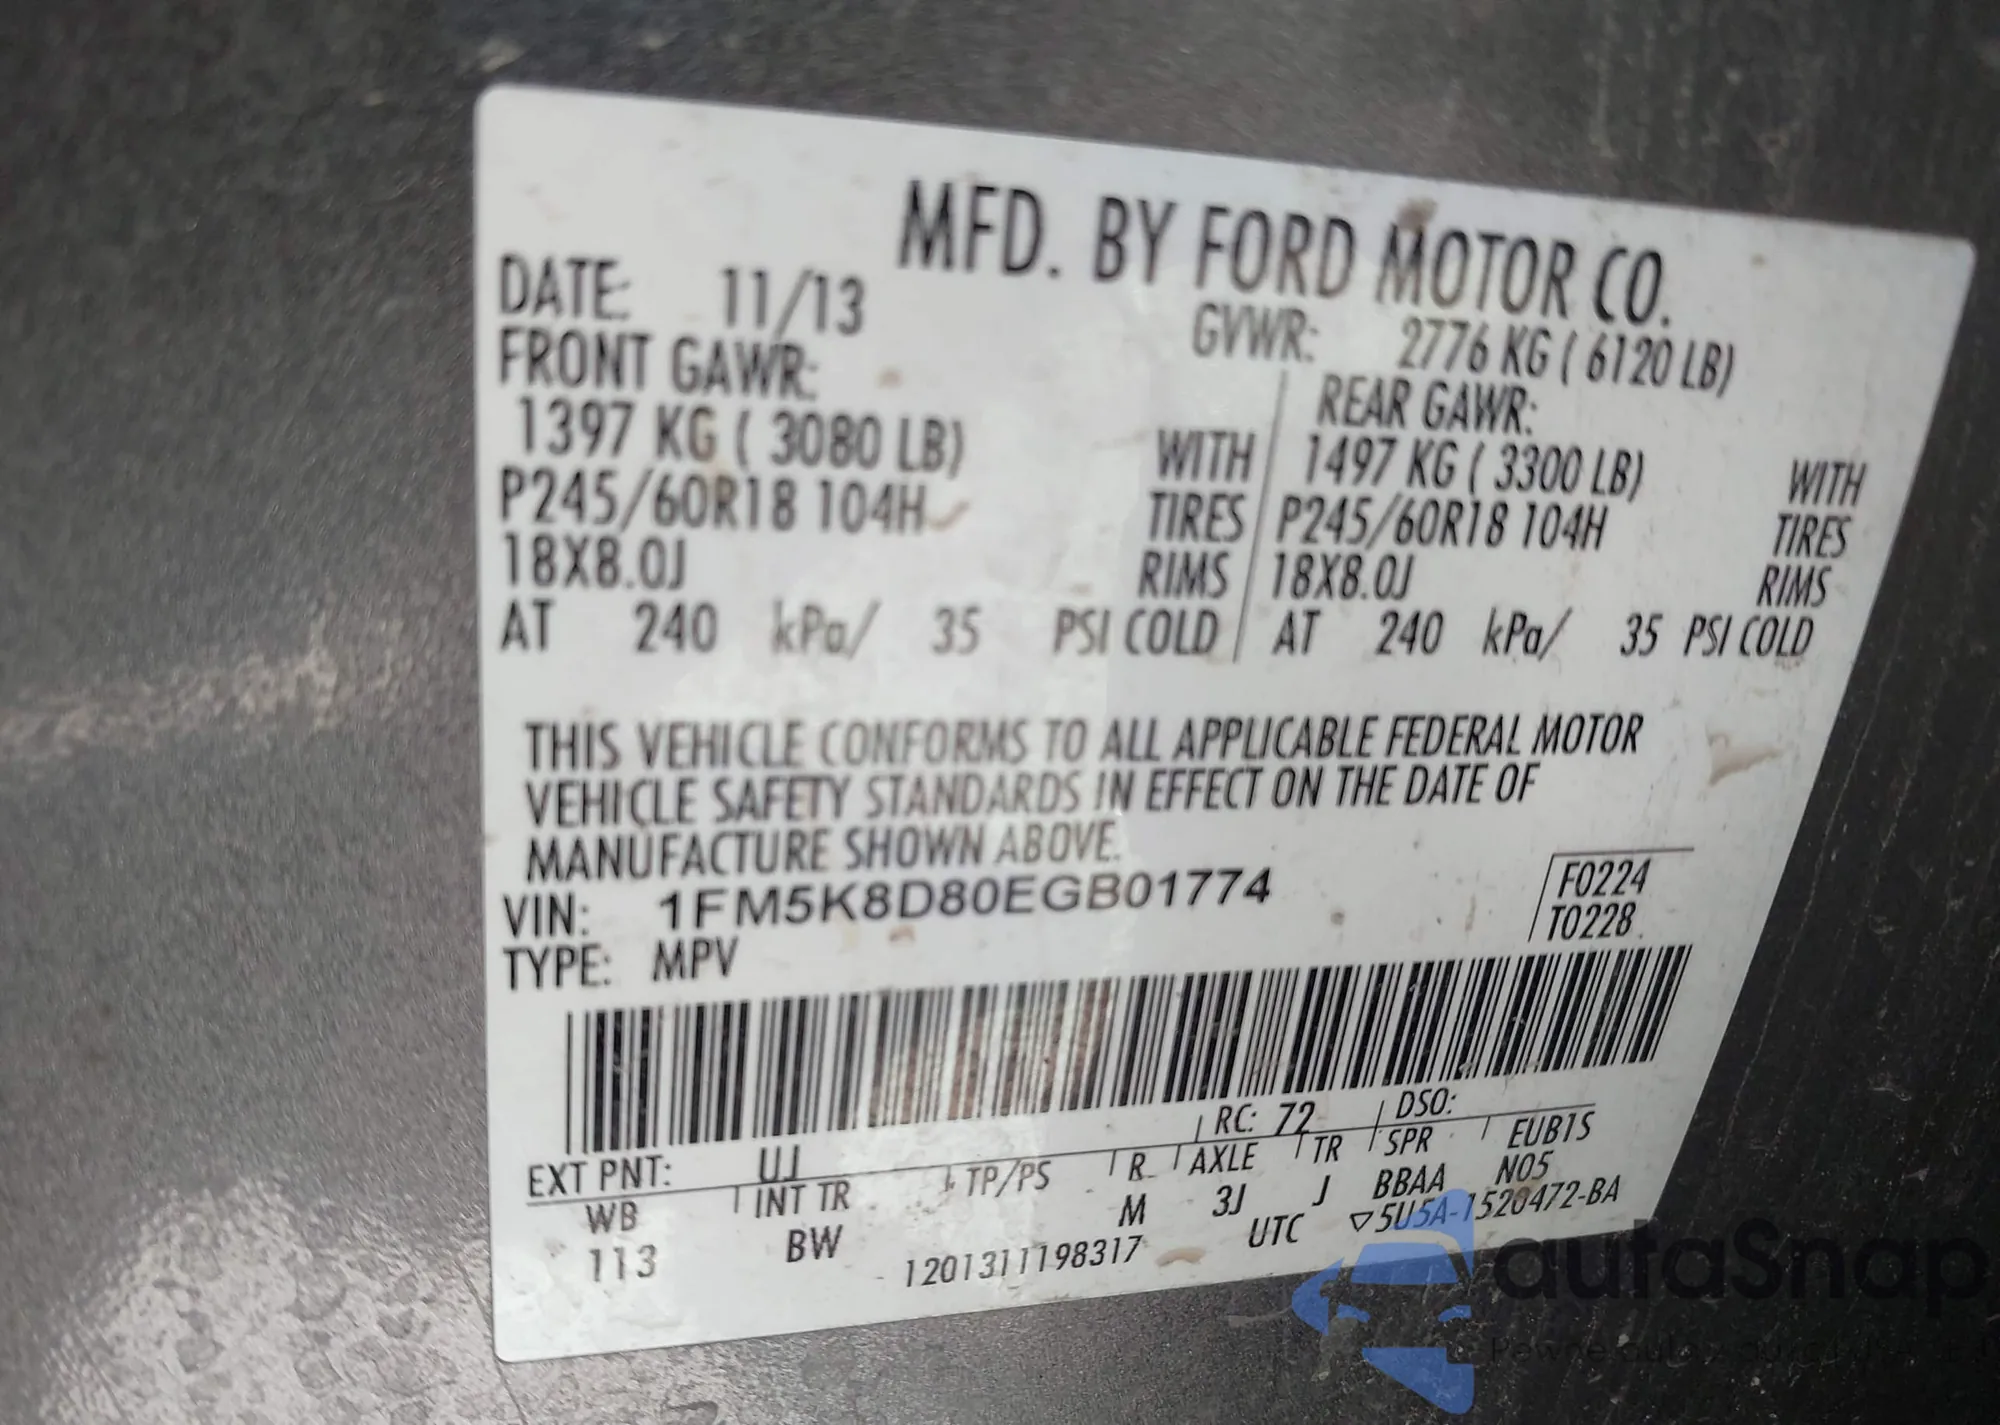 MFD. BY FORD MOTOR CO.
DATE: 11/13 GVWR: 2776 KG ( 6120 LB)
FRONT GAWR: REAR GAWR:
1397 KG ( 3080 LB) WITH 1497 KG ( 3300 LB) WITH
P245/60R18 104H TIRES P245/60R18 104H TIRES
18X8.0J RIMS 18X8.0J RIMS
AT 240 kPa/ 35 PSI COLD AT 240 kPa/ 35 PSI COLD
THIS VEHICLE CONFORMS TO ALL APPLICABLE FEDERAL MOTOR
VEHICLE SAFETY STANDARDS IN EFFECT ON THE DATE OF
MANUFACTURE SHOWN ABOVE.
VIN: 1FM5K8D80EGB01774 F0224
TYPE: MPV T0228
EXT PNT: UJ RC: 72 DSO:
WB INT TR TP/PS R AXLE TR SPR EUB1S
113 BW M 3J J BBAA N05
1201311198317 UTC ▽5U5A-1520472-BA
autaSnap